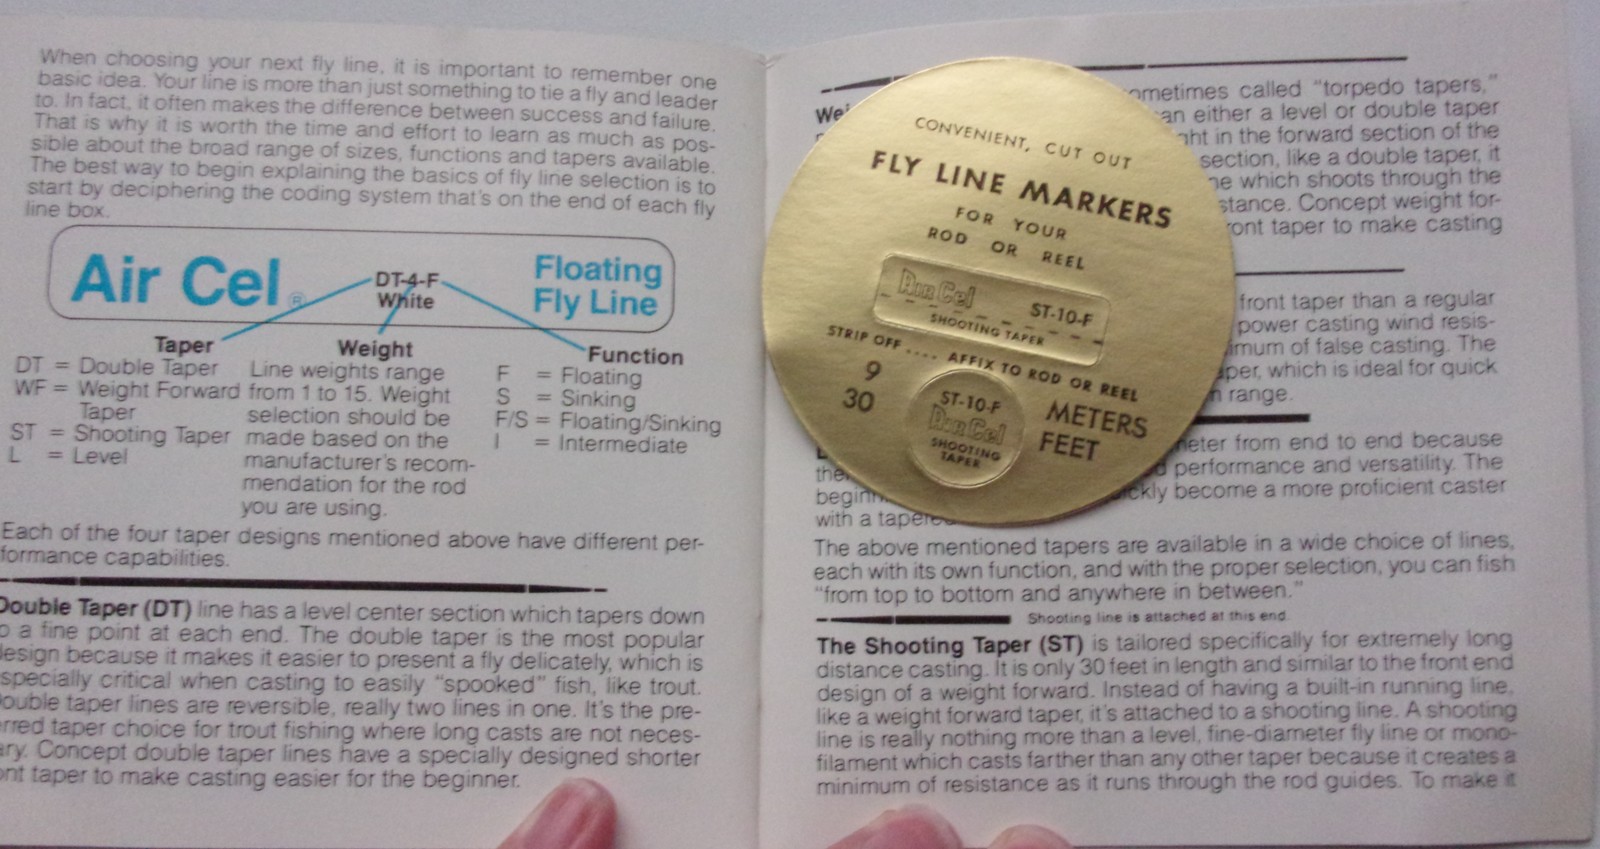 When choosing your next fly line, it is important to remember one
basic idea. Your line is more than just something to tie a fly and leader
to. In fact, it often makes the difference between success and failure.
That is why it is worth the time and effort to learn as much as pos-
sible about the broad range of sizes, functions and tapers available.
The best way to begin explaining the basics of fly line selection is to
start by deciphering the coding system that's on the end of each fly
line box.
Air Cel ®
DT-4-F
White
Floating
Fly Line
Taper
DT = Double Taper
WF = Weight Forward
Taper
ST = Shooting Taper
L = Level
Weight
Line weights range
from 1 to 15. Weight
selection should be
made based on the
manufacturer's recom-
mendation for the rod
you are using.
Function
F = Floating
S = Sinking
F/S = Floating/Sinking
I = Intermediate
Each of the four taper designs mentioned above have different per-
formance capabilities.
Double Taper (DT) line has a level center section which tapers down
o a fine point at each end. The double taper is the most popular
esign because it makes it easier to present a fly delicately, which is
specially critical when casting to easily "spooked" fish, like trout.
ouble taper lines are reversible, really two lines in one. It's the pre-
rred taper choice for trout fishing where long casts are not neces-
ary. Concept double taper lines have a specially designed shorter
ont taper to make casting easier for the beginner.
CONVENIENT, CUT OUT
FLY LINE MARKERS
FOR YOUR
ROD OR REEL
Air Cel ST-10-F
SHOOTING TAPER
STRIP OFF .... AFFIX TO ROD OR REEL
9 METERS
30 FEET
ST-10-F
Air Cel
SHOOTING
TAPER
ometimes called "torpedo tapers,"
Wei an either a level or double taper
ht in the forward section of the
section, like a double taper, it
ne which shoots through the
stance. Concept weight for-
ront taper to make casting
front taper than a regular
power casting wind resis-
imum of false casting. The
aper, which is ideal for quick
range.
meter from end to end because
the d performance and versatility. The
beginn ickly become a more proficient caster
with a tapere
The above mentioned tapers are available in a wide choice of lines,
each with its own function, and with the proper selection, you can fish
"from top to bottom and anywhere in between."
Shooting line is attached at this end.
The Shooting Taper (ST) is tailored specifically for extremely long
distance casting. It is only 30 feet in length and similar to the front end
design of a weight forward. Instead of having a built-in running line,
like a weight forward taper, it's attached to a shooting line. A shooting
line is really nothing more than a level, fine-diameter fly line or mono-
filament which casts farther than any other taper because it creates a
minimum of resistance as it runs through the rod guides. To make it